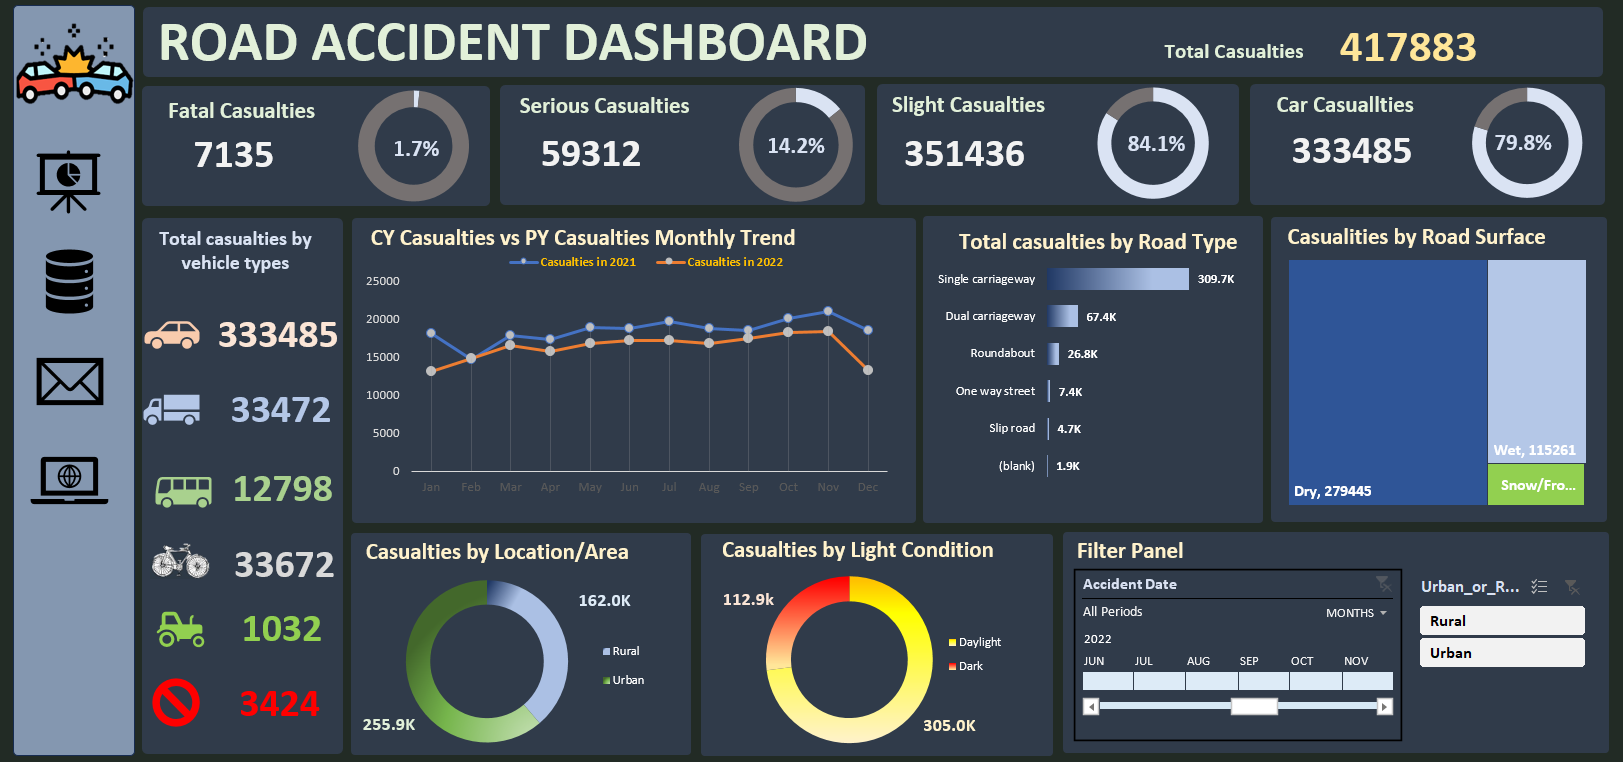 ROAD ACCIDENT DASHBOARD
Total Casualties 417883
Fatal Casualties
7135
1.7%
Serious Casualties
59312
14.2%
Slight Casualties
351436
84.1%
Car Casuallties
333485
79.8%
Total casualties by
vehicle types
333485
33472
12798
33672
1032
3424
CY Casualties vs PY Casualties Monthly Trend
Casualties in 2021 Casualties in 2022
25000
20000
15000
10000
5000
0
Jan Feb Mar Apr May Jun Jul Aug Sep Oct Nov Dec
Total casualties by Road Type
Single carriageway 309.7K
Dual carriageway 67.4K
Roundabout 26.8K
One way street 7.4K
Slip road 4.7K
(blank) 1.9K
Casualities by Road Surface
Dry, 279445
Wet, 115261
Snow/Fro...
Casualties by Location/Area
162.0K
Rural
Urban
255.9K
Casualties by Light Condition
112.9k
Daylight
Dark
305.0K
Filter Panel
Accident Date
All Periods MONTHS
2022
JUN JUL AUG SEP OCT NOV
Urban_or_R...
Rural
Urban